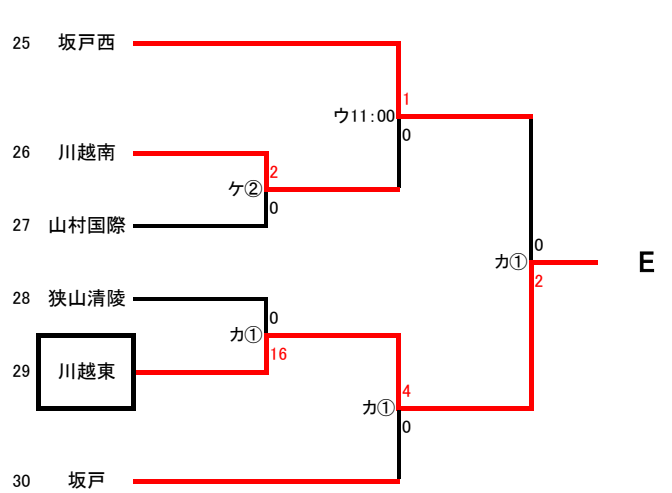 25 坂戸西
1
ウ11:00
0
26 川越南
2
ケ②
0
27 山村国際
0
カ①
E
2
28 狭山清陵
0
カ①
16
29 川越東
4
カ①
0
30 坂戸